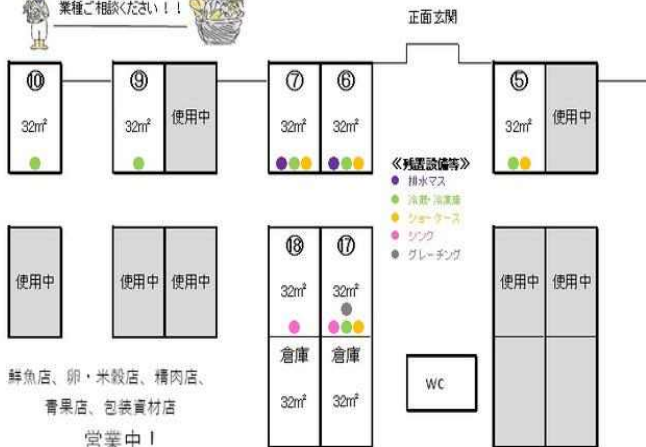 業種ご相談ください！！
正面玄関
⑩
32㎡
⑨
32㎡
使用中
⑦
32㎡
⑥
32㎡
⑤
32㎡
使用中
≪残置設備等≫
排水マス
冷蔵・冷凍庫
ショーケース
シンク
グレーチング
使用中
使用中
使用中
⑱
32㎡
倉庫
32㎡
⑰
32㎡
倉庫
32㎡
使用中
使用中
WC
鮮魚店、卵・米穀店、精肉店、
青果店、包装資材店
営業中！